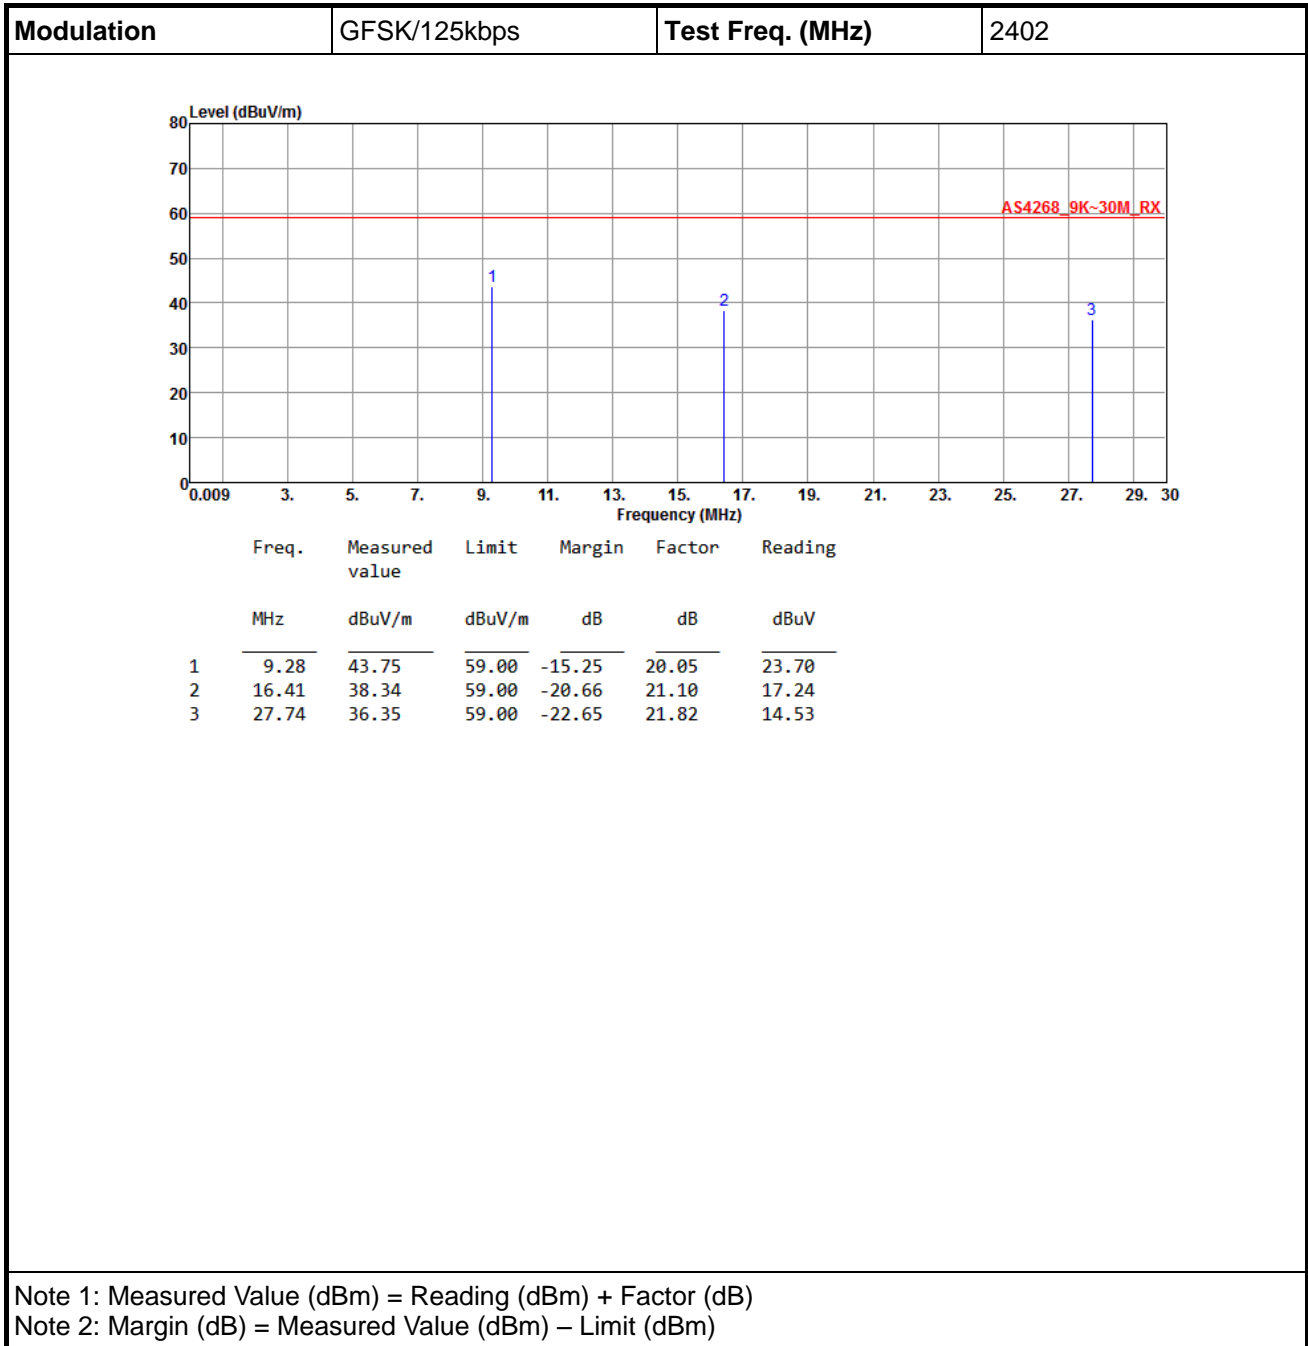 Modulation GFSK/125kbps Test Freq. (MHz) 2402
Level (dBuV/m)
80
70
AS4268_9K~30M_RX
60
50
1
2
40
3
30
20
10
0
0.009 3. 5. 7. 9. 11. 13. 15. 17. 19. 21. 23. 25. 27. 29. 30
Frequency (MHz)
Freq. Measured Limit Margin Factor Reading
value
MHz dBuV/m dBuV/m dB dB dBuV
1 9.28 43.75 59.00 -15.25 20.05 23.70
2 16.41 38.34 59.00 -20.66 21.10 17.24
3 27.74 36.35 59.00 -22.65 21.82 14.53
Note 1: Measured Value (dBm) = Reading (dBm) + Factor (dB)
Note 2: Margin (dB) = Measured Value (dBm) – Limit (dBm)